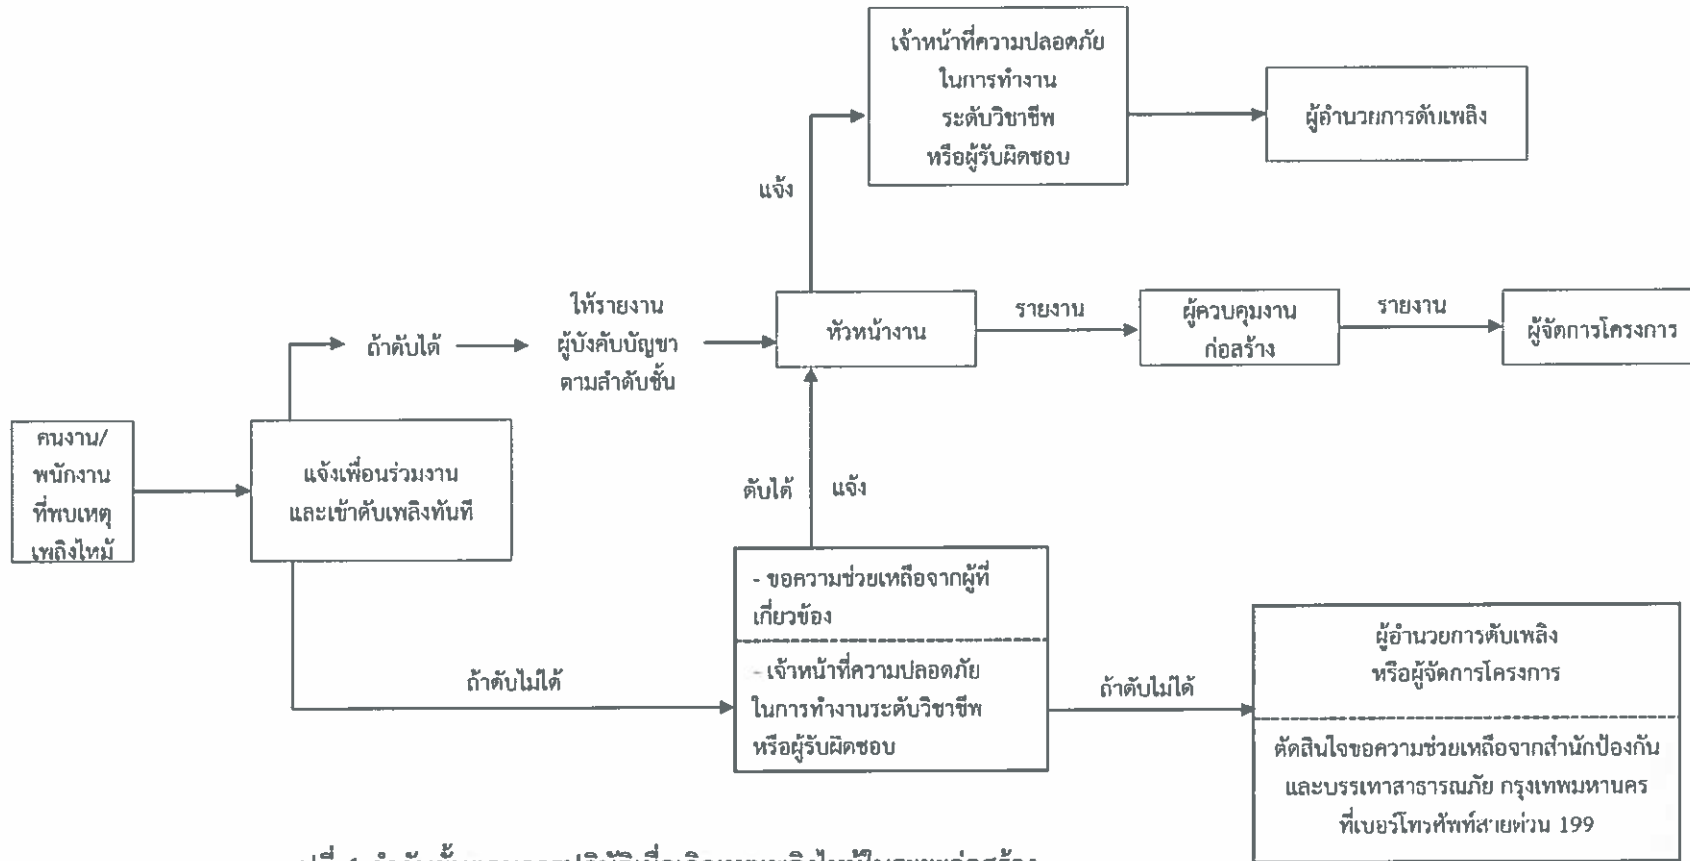 เจ้าหน้าที่ความปลอดภัย
ในการทำงาน
ระดับวิชาชีพ
หรือผู้รับผิดชอบ
ผู้อำนวยการดับเพลิง
แจ้ง
ให้รายงาน
ผู้บังคับบัญชา
ตามลำดับชั้น
ถ้าดับได้
หัวหน้างาน
รายงาน
ผู้ควบคุมงาน
ก่อสร้าง
รายงาน
ผู้จัดการโครงการ
คนงาน/
พนักงาน
ที่พบเหตุ
เพลิงไหม้
แจ้งเพื่อนร่วมงาน
และเข้าดับเพลิงทันที
ดับได้
แจ้ง
- ขอความช่วยเหลือจากผู้ที่
เกี่ยวข้อง
- เจ้าหน้าที่ความปลอดภัย
ในการทำงานระดับวิชาชีพ
หรือผู้รับผิดชอบ
ถ้าดับไม่ได้
ถ้าดับไม่ได้
ผู้อำนวยการดับเพลิง
หรือผู้จัดการโครงการ
ตัดสินใจขอความช่วยเหลือจากสำนักป้องกัน
และบรรเทาสาธารณภัย กรุงเทพมหานคร
ที่เบอร์โทรศัพท์สายด่วน 199